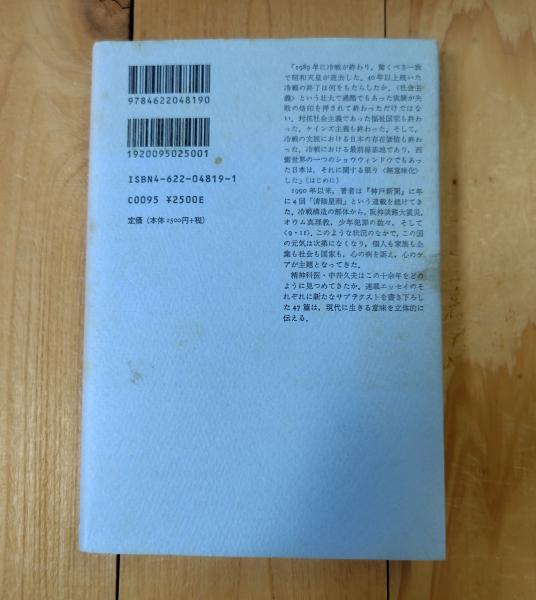 9784622048190
1920095025001
ISBN4-622-04819-1
C0095 ¥2500E
定価（本体2500円+税）
「1989年に冷戦が終わり，驚くべき一致
で昭和天皇が逝去した。40年以上続いた
冷戦の終了は何をもたらしたか。〈社会主
義〉という壮大で過酷でもあった実験が失
敗の烙印を押されて終わっただけではな
い。対抗社会主義であった福祉国家も終わ
った。ケインズ主義も終わった。そして，
冷戦の文脈における日本の存在価値も終わ
った。冷戦における最前線基地であり，西
側世界の一つのショウウィンドウでもあっ
た日本は，それに関する限り〈無意味化〉
した」（はじめに）
1990年以来，著者は『神戸新聞』に年
に4回「清陰星雨」という連載を続けてき
た。冷戦構造の解体から，阪神淡路大震災，
オウム真理教，少年犯罪の数々，そして
〈9・11〉。このような状況のなかで，この国
の元気は次第になくなり，個人も家族も企
業も社会も国家も，心の病を訴え，心のケ
アが主題となってきた。
精神科医・中井久夫はこの十余年をどの
ように見つめてきたか。連載エッセイのそ
れぞれに新たなサブテクストを書き下ろし
た47篇は，現代に生きる意味を立体的に
伝える。